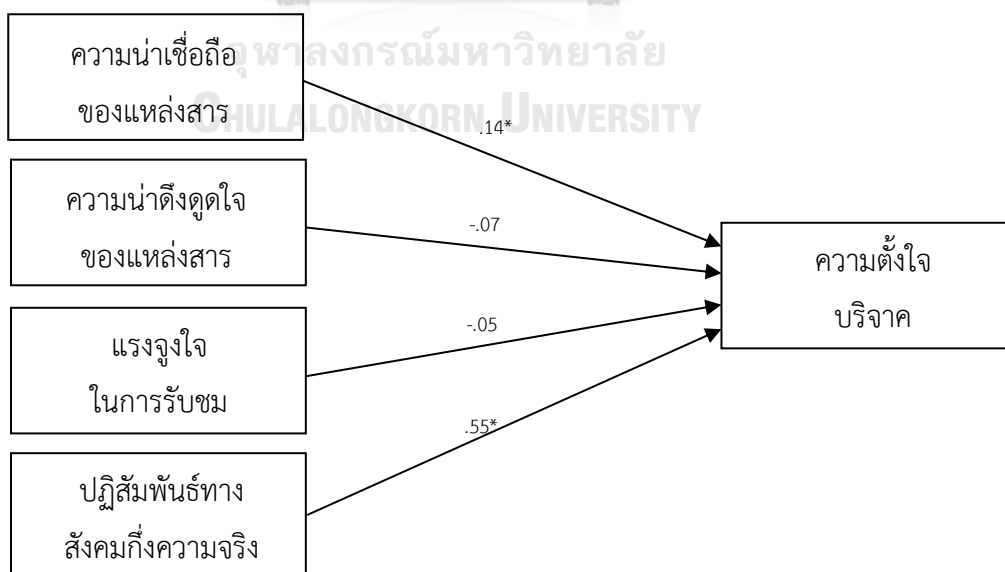 ความน่าเชื่อถือ
ของแหล่งสาร
จุฬาลงกรณ์มหาวิทยาลัย
CHULALONGKORN UNIVERSITY
.14*
ความน่าดึงดูดใจ
ของแหล่งสาร
-.07
ความตั้งใจ
บริจาค
แรงจูงใจ
ในการรับชม
-.05
.55*
ปฏิสัมพันธ์ทาง
สังคมกึ่งความจริง